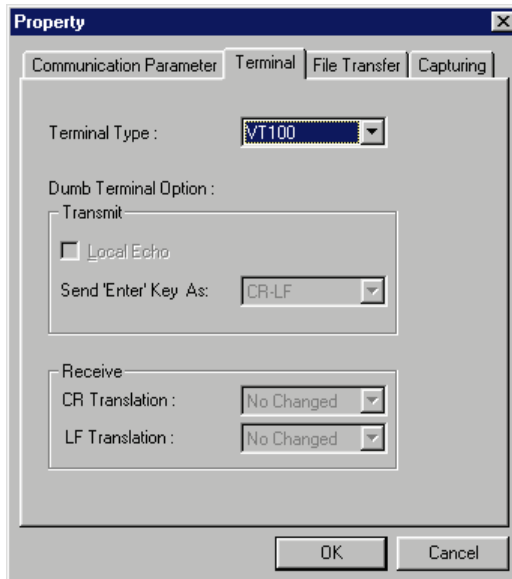 Property
Communication Parameter Terminal File Transfer Capturing
Terminal Type : VT100
Dumb Terminal Option :
Transmit
Local Echo
Send 'Enter' Key As: CR-LF
Receive
CR Translation : No Changed
LF Translation : No Changed
OK Cancel